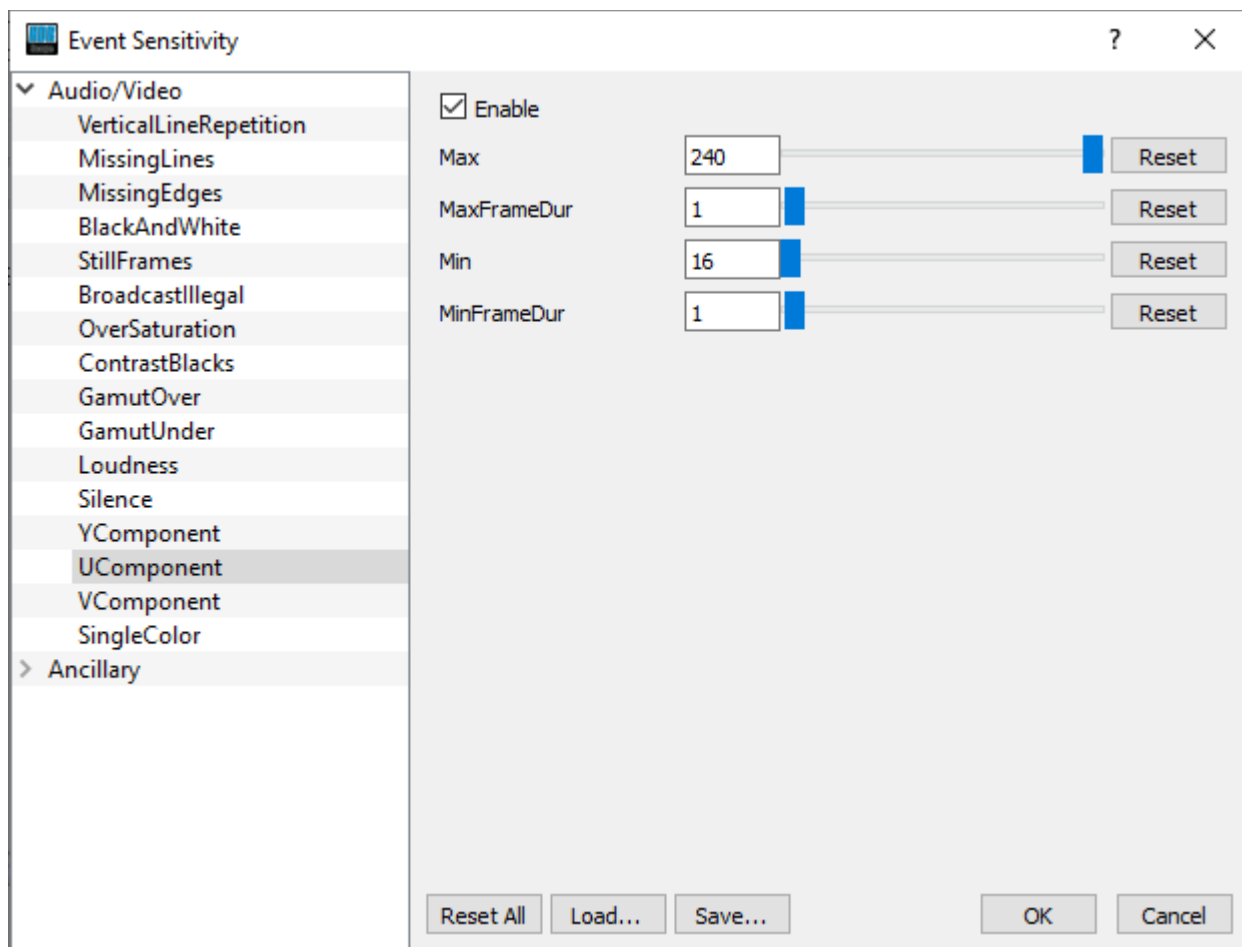 Event Sensitivity
?
Audio/Video
VerticalLineRepetition
MissingLines
MissingEdges
BlackAndWhite
StillFrames
BroadcastIllegal
OverSaturation
ContrastBlacks
GamutOver
GamutUnder
Loudness
Silence
YComponent
UComponent
VComponent
SingleColor
Ancillary
Enable
Max 240 Reset
MaxFrameDur 1 Reset
Min 16 Reset
MinFrameDur 1 Reset
Reset All Load... Save... OK Cancel